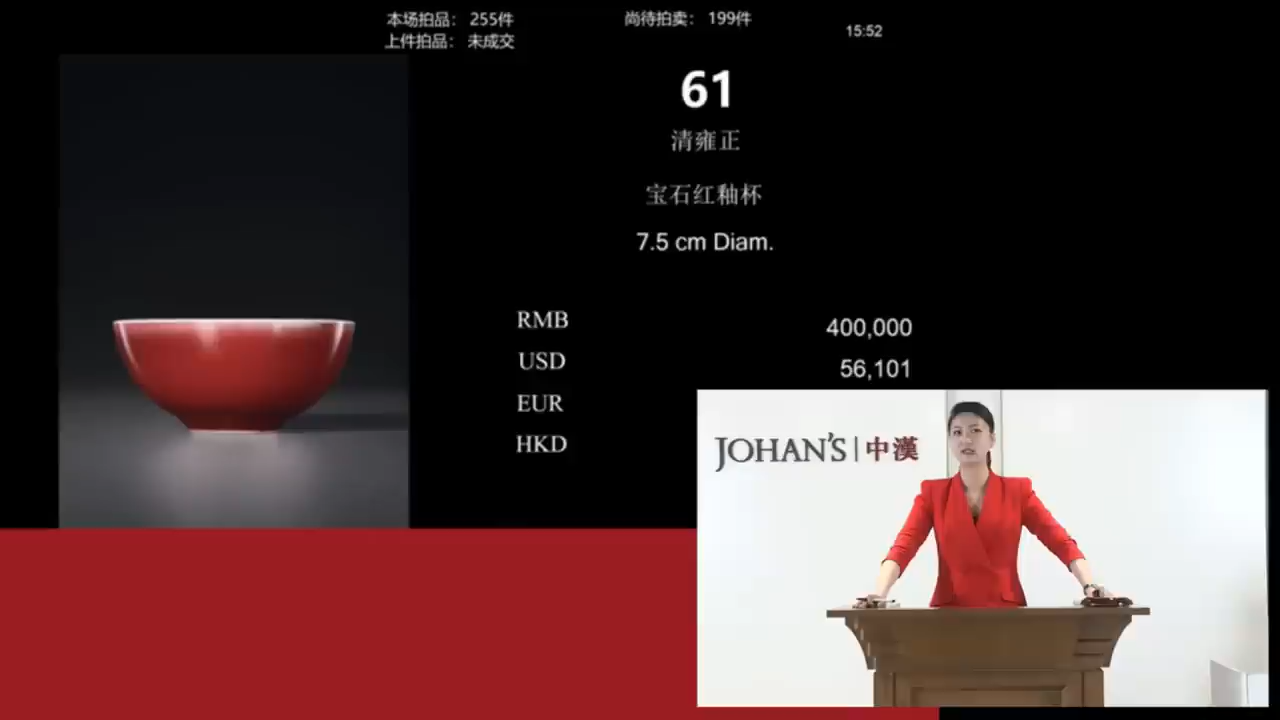 本场拍品: 255件
尚待拍卖: 199件
15:52
上件拍品: 未成交
61
清雍正
宝石红釉杯
7.5 cm Diam.
RMB 400,000
USD 56,101
EUR
HKD
JOHAN'S | 中漢